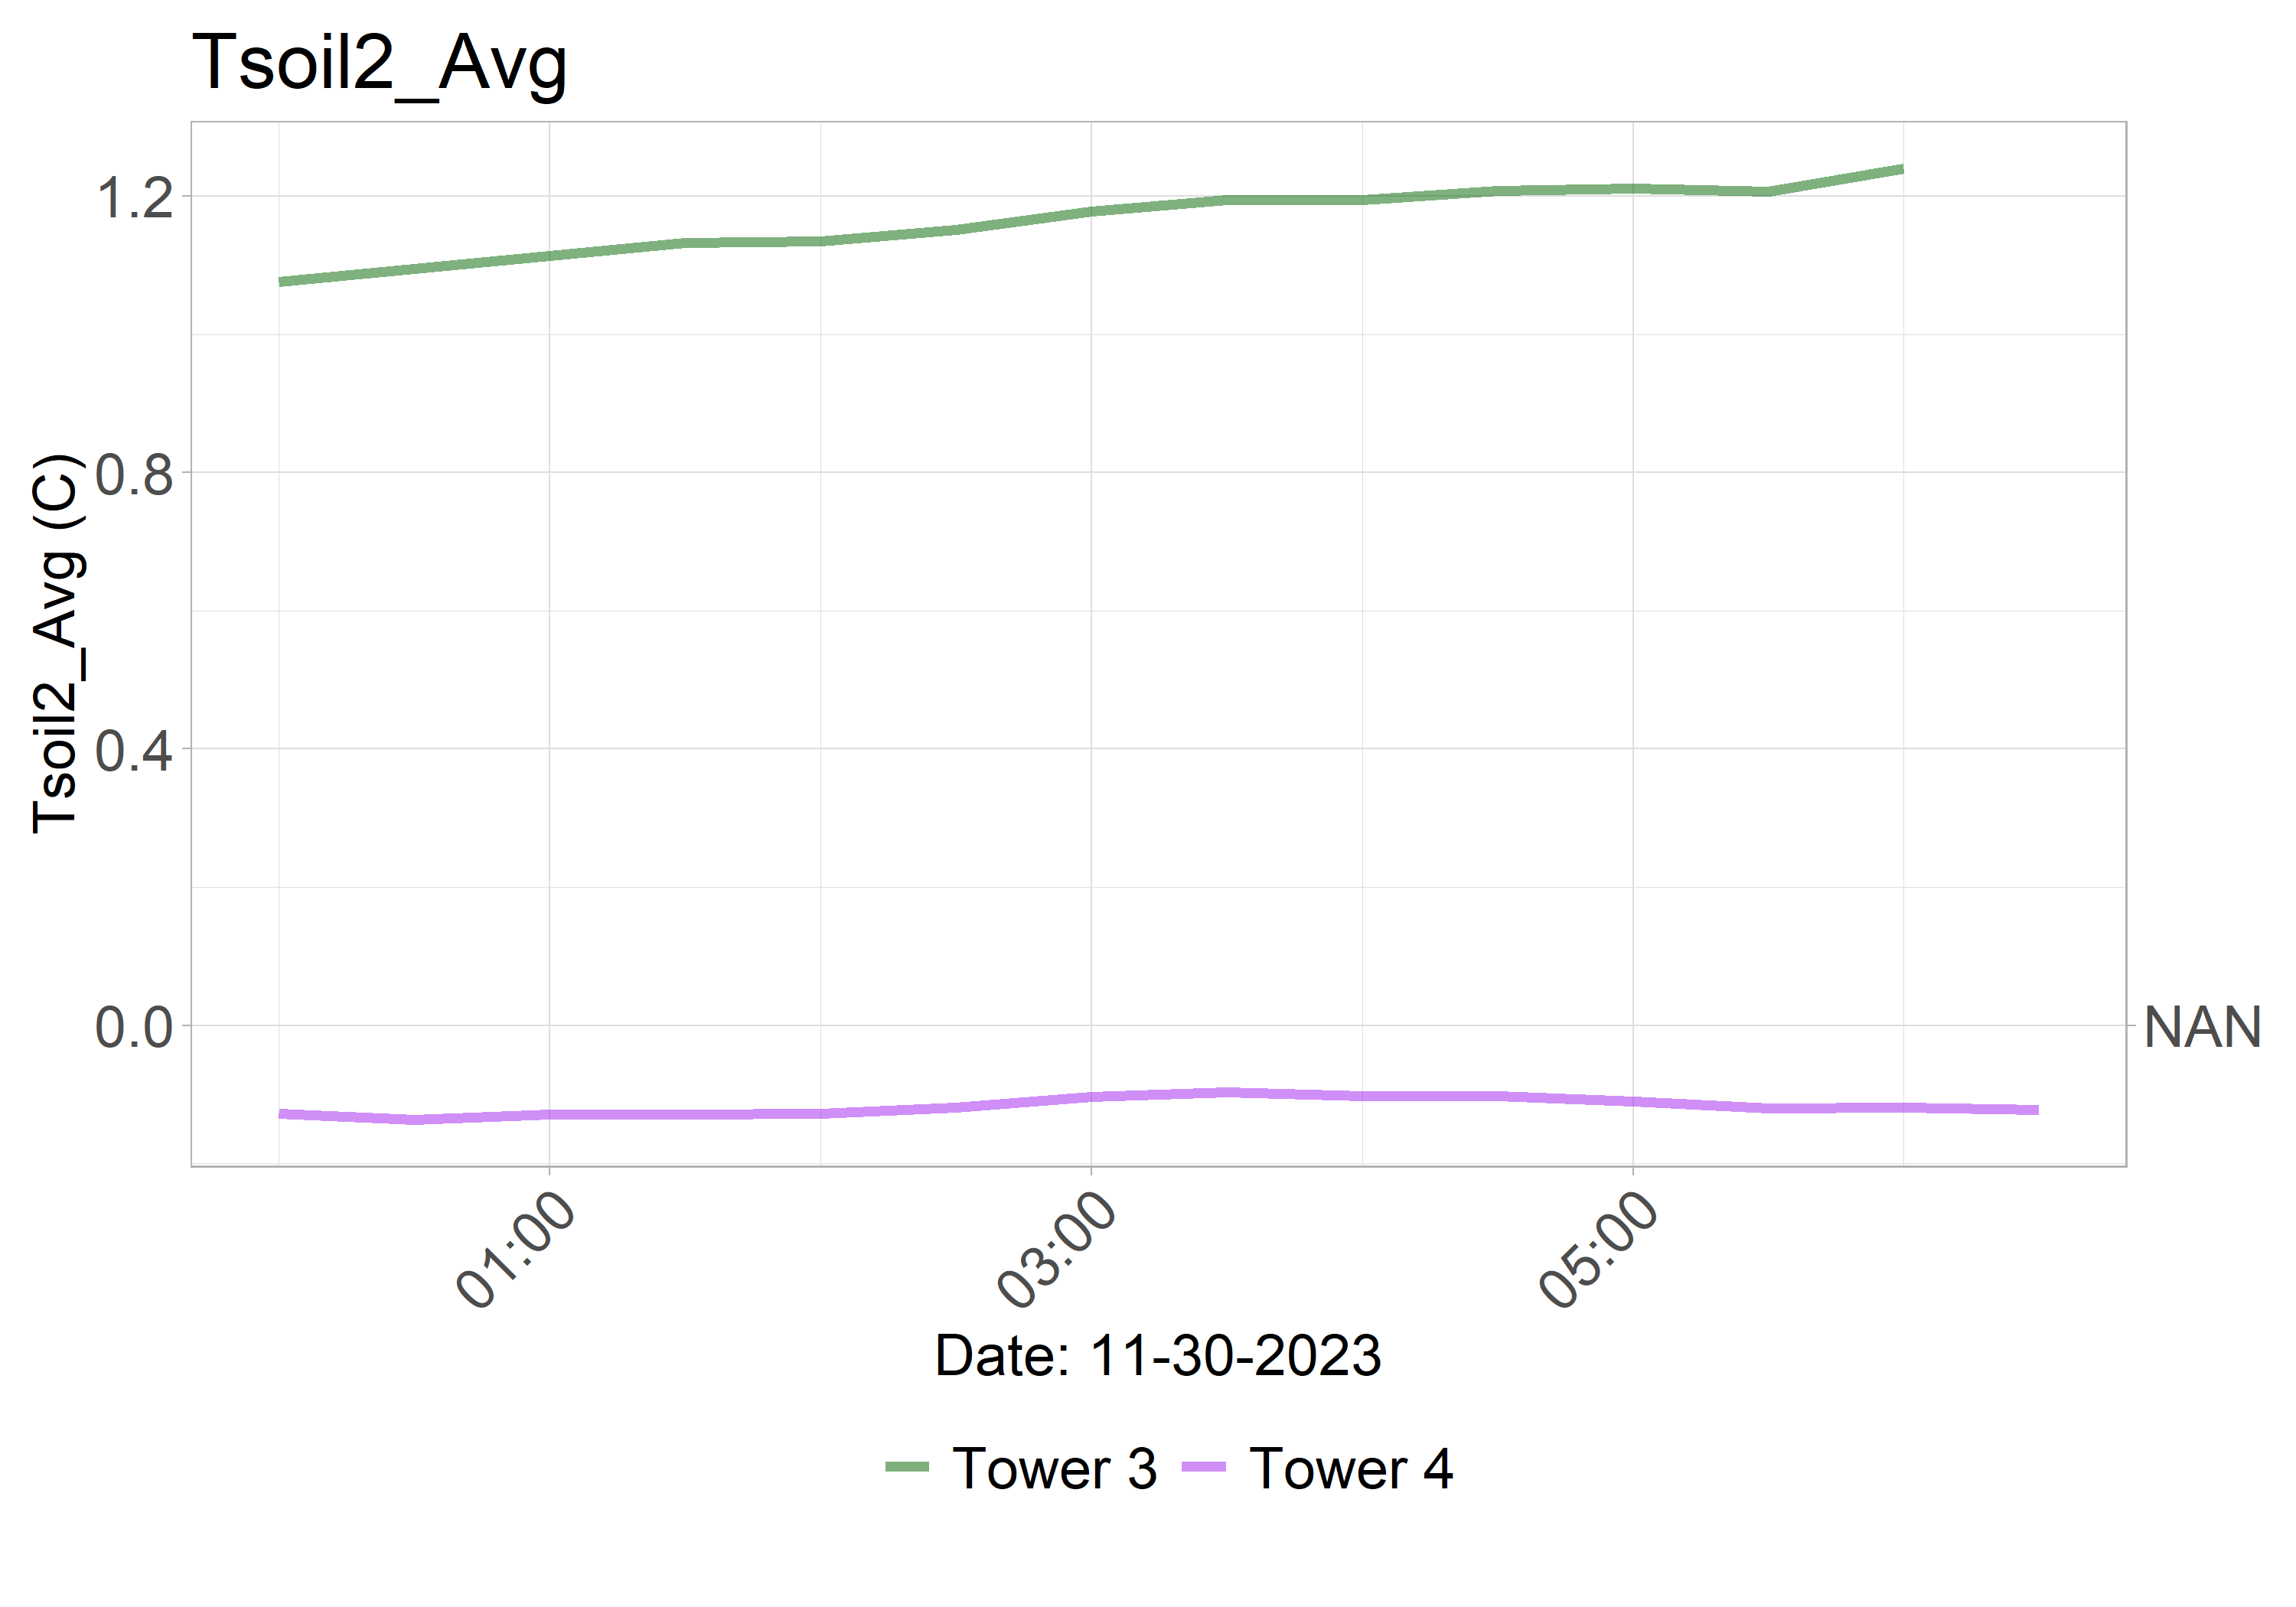 Tsoil2_Avg
Tsoil2_Avg (C)
1.2
0.8
0.4
0.0
NAN
01:00
03:00
05:00
Date: 11-30-2023
Tower 3
Tower 4